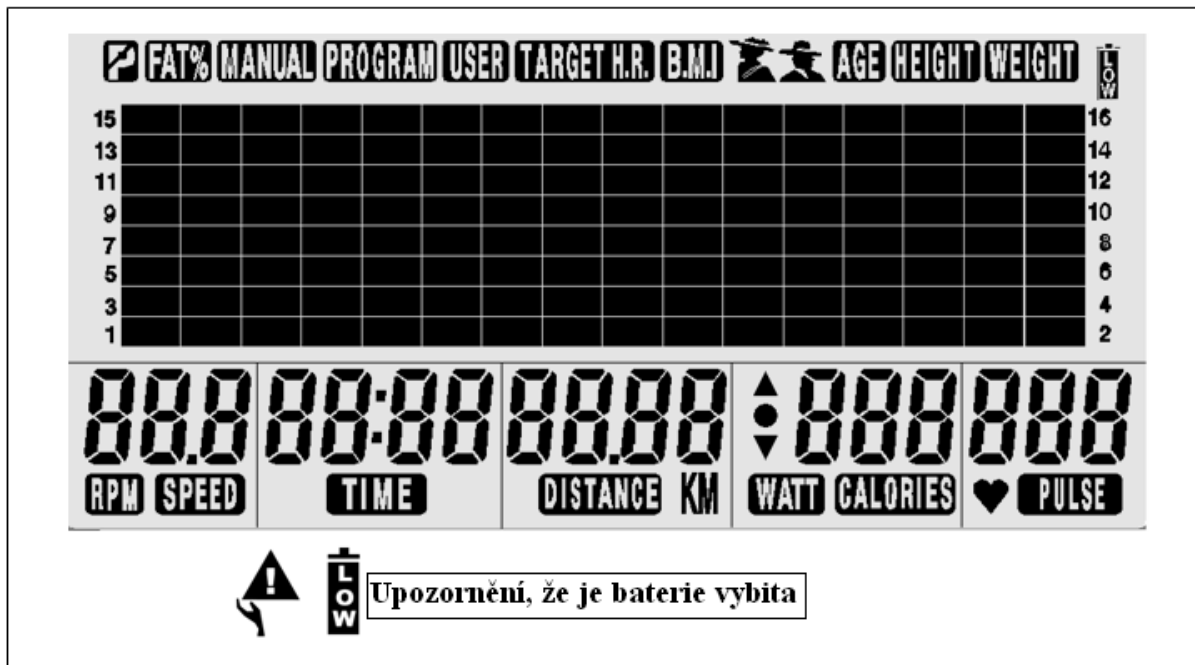 FAT% MANUAL PROGRAM USER TARGET H.R. B.M.I AGE HEIGHT WEIGHT LOW
15 16
13 14
11 12
9 10
7 8
5 6
3 4
1 2
88.8 88:88 88.88 888 888
RPM SPEED TIME DISTANCE KM WATT CALORIES PULSE
! LOW Upozornění, že je baterie vybita